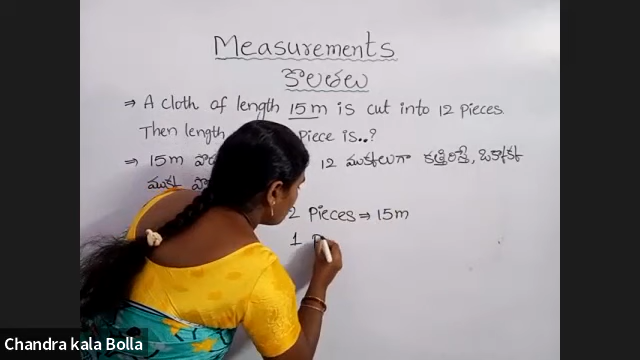 Measurements
కొలతలు
⇒ A cloth of length 15 m is cut into 12 pieces.
Then length Piece is..?
⇒ 15m 12 ముక్కలుగా కత్తిరిస్తే, ఒక్కొక్క
ముక్క
2 Pieces ⇒ 15m
1 P
Chandra kala Bolla